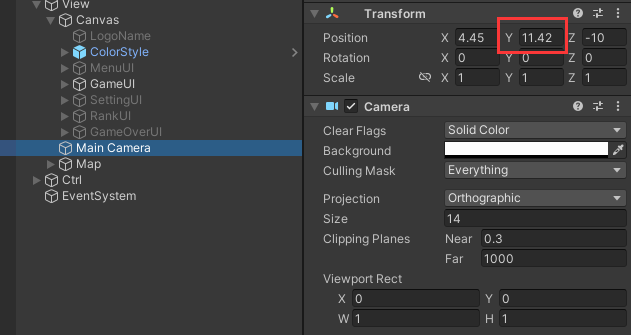 View
Canvas
LogoName
ColorStyle
MenuUI
GameUI
SettingUI
RankUI
GameOverUI
Main Camera
Map
Ctrl
EventSystem
Transform
Position X 4.45 Y 11.42 Z -10
Rotation X 0 Y 0 Z 0
Scale X 1 Y 1 Z 1
Camera
Clear Flags Solid Color
Background
Culling Mask Everything
Projection Orthographic
Size 14
Clipping Planes Near 0.3
Far 1000
Viewport Rect
X 0 Y 0
W 1 H 1